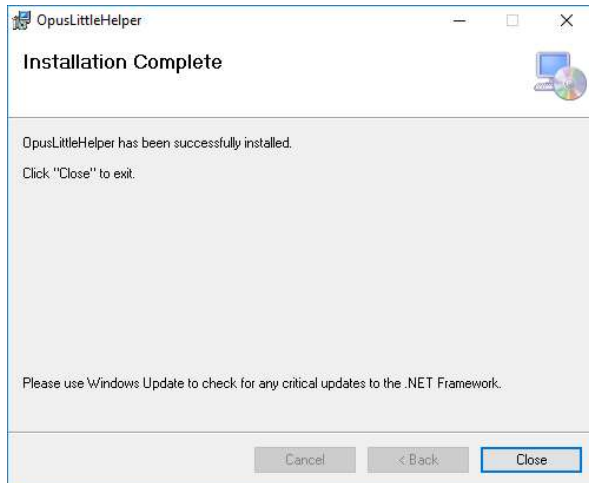 OpusLittleHelper
Installation Complete
OpusLittleHelper has been successfully installed.
Click "Close" to exit.
Please use Windows Update to check for any critical updates to the .NET Framework.
Cancel
< Back
Close